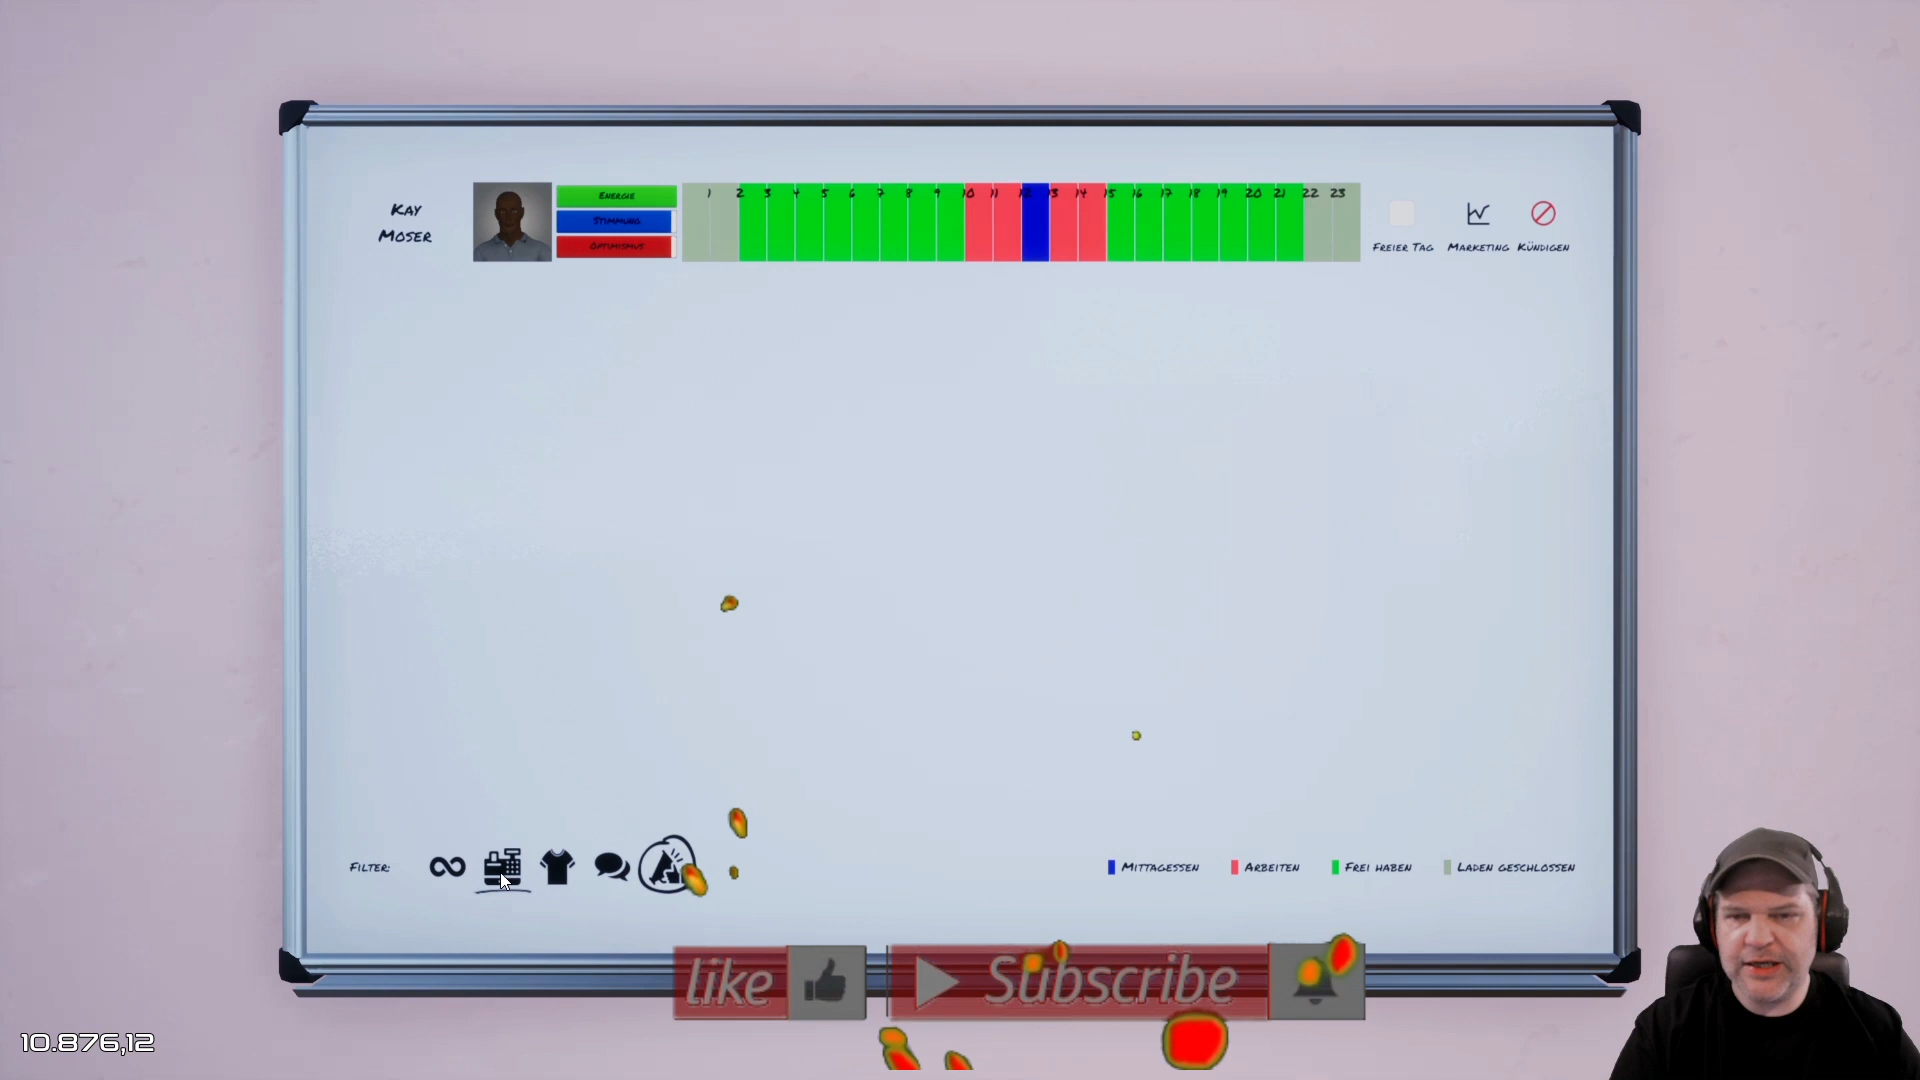 Kay
Moser
Energie
Stimmung
Optimismus
1 2 3 4 5 6 7 8 9 10 11 12 13 14 15 16 17 18 19 20 21 22 23
Freier Tag
Marketing
Kündigen
Filter:
Mittagessen
Arbeiten
Frei haben
Laden geschlossen
like
Subscribe
10.876,12